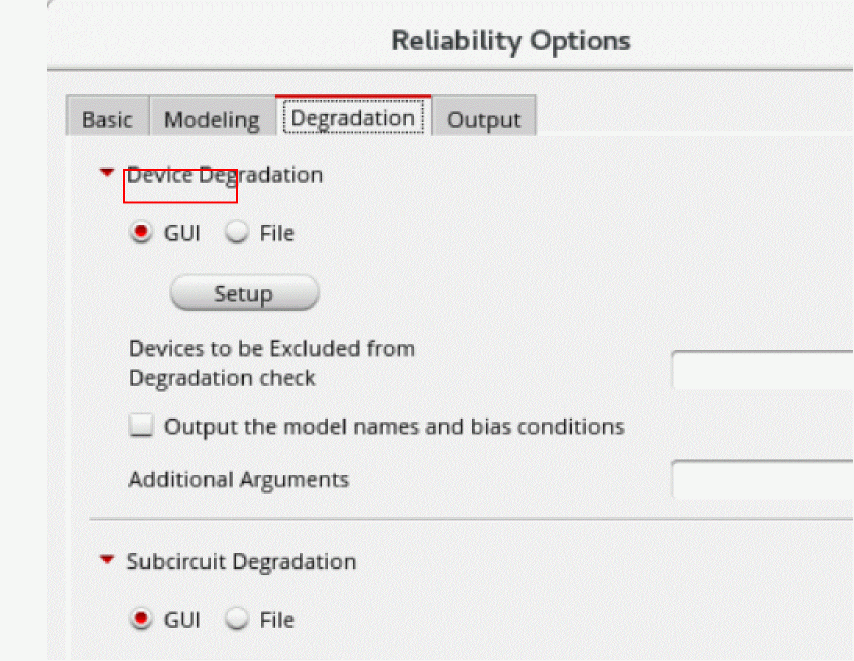 Reliability Options
Basic Modeling Degradation Output
Device Degradation
GUI File
Setup
Devices to be Excluded from
Degradation check
Output the model names and bias conditions
Additional Arguments
Subcircuit Degradation
GUI File